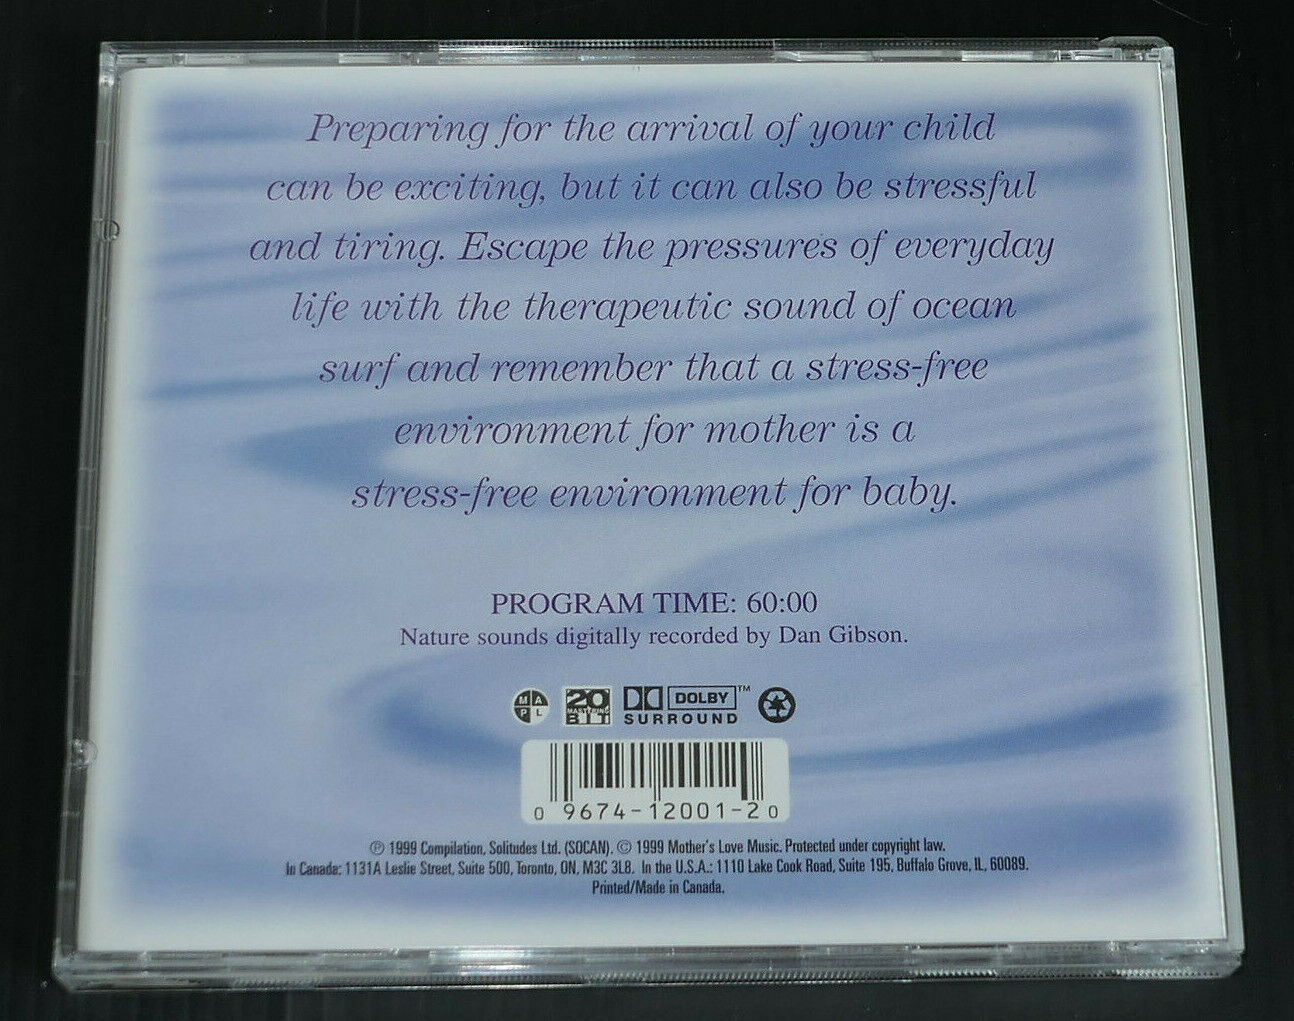 Preparing for the arrival of your child
can be exciting, but it can also be stressful
and tiring. Escape the pressures of everyday
life with the therapeutic sound of ocean
surf and remember that a stress-free
environment for mother is a
stress-free environment for baby.
PROGRAM TIME: 60:00
Nature sounds digitally recorded by Dan Gibson.
M A P L 20 MASTERING BIT DOLBY™ SURROUND
0 9674-12001-2 0
℗ 1999 Compilation, Solitudes Ltd. (SOCAN). © 1999 Mother's Love Music. Protected under copyright law.
In Canada: 1131A Leslie Street, Suite 500, Toronto, ON, M3C 3L8. In the U.S.A.: 1110 Lake Cook Road, Suite 195, Buffalo Grove, IL, 60089.
Printed/Made in Canada.